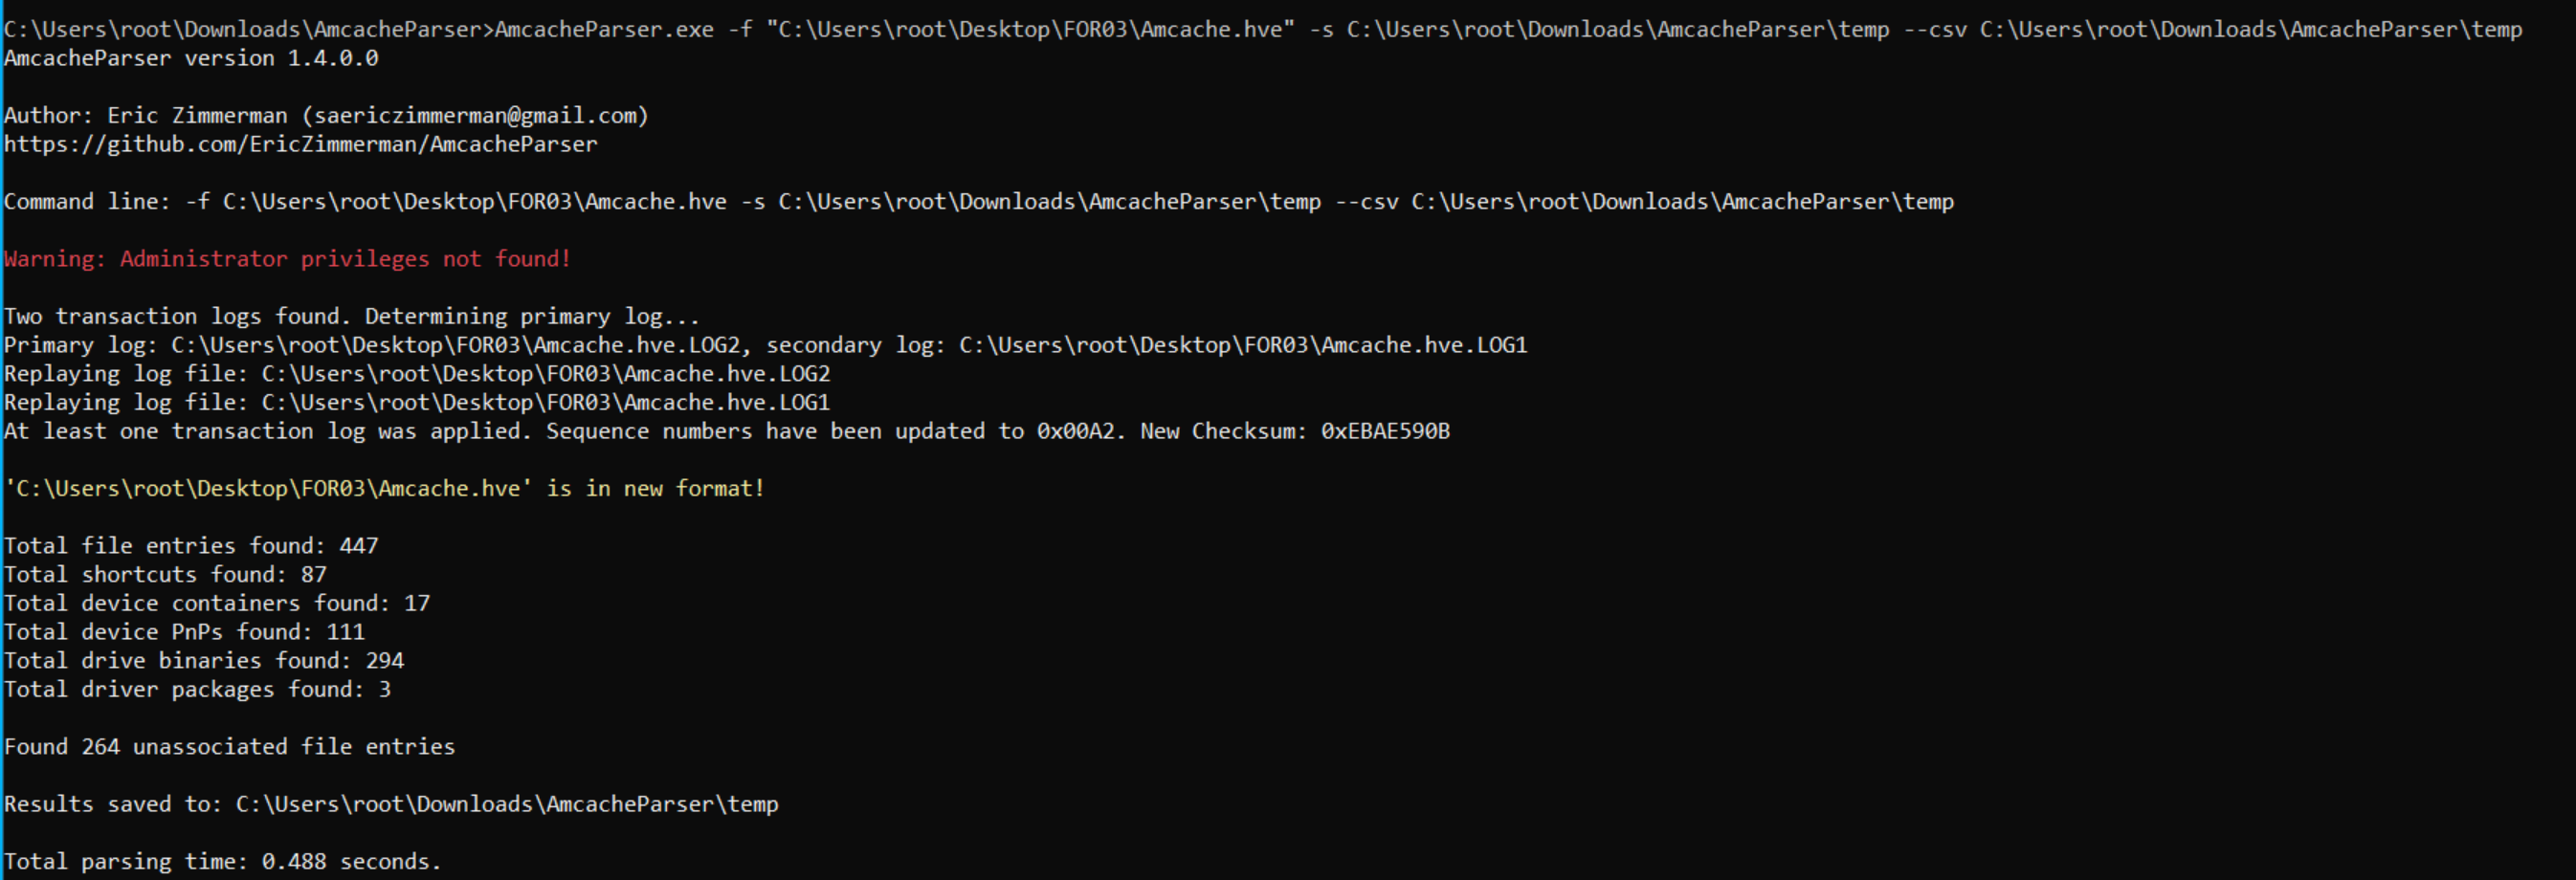 C:\Users\root\Downloads\AmcacheParser>AmcacheParser.exe -f "C:\Users\root\Desktop\FOR03\Amcache.hve" -s C:\Users\root\Downloads\AmcacheParser\temp --csv C:\Users\root\Downloads\AmcacheParser\temp
AmcacheParser version 1.4.0.0
Author: Eric Zimmerman (saericzimmerman@gmail.com)
https://github.com/EricZimmerman/AmcacheParser
Command line: -f C:\Users\root\Desktop\FOR03\Amcache.hve -s C:\Users\root\Downloads\AmcacheParser\temp --csv C:\Users\root\Downloads\AmcacheParser\temp
Warning: Administrator privileges not found!
Two transaction logs found. Determining primary log...
Primary log: C:\Users\root\Desktop\FOR03\Amcache.hve.LOG2, secondary log: C:\Users\root\Desktop\FOR03\Amcache.hve.LOG1
Replaying log file: C:\Users\root\Desktop\FOR03\Amcache.hve.LOG2
Replaying log file: C:\Users\root\Desktop\FOR03\Amcache.hve.LOG1
At least one transaction log was applied. Sequence numbers have been updated to 0x00A2. New Checksum: 0xEBAE590B
'C:\Users\root\Desktop\FOR03\Amcache.hve' is in new format!
Total file entries found: 447
Total shortcuts found: 87
Total device containers found: 17
Total device PnPs found: 111
Total drive binaries found: 294
Total driver packages found: 3
Found 264 unassociated file entries
Results saved to: C:\Users\root\Downloads\AmcacheParser\temp
Total parsing time: 0.488 seconds.